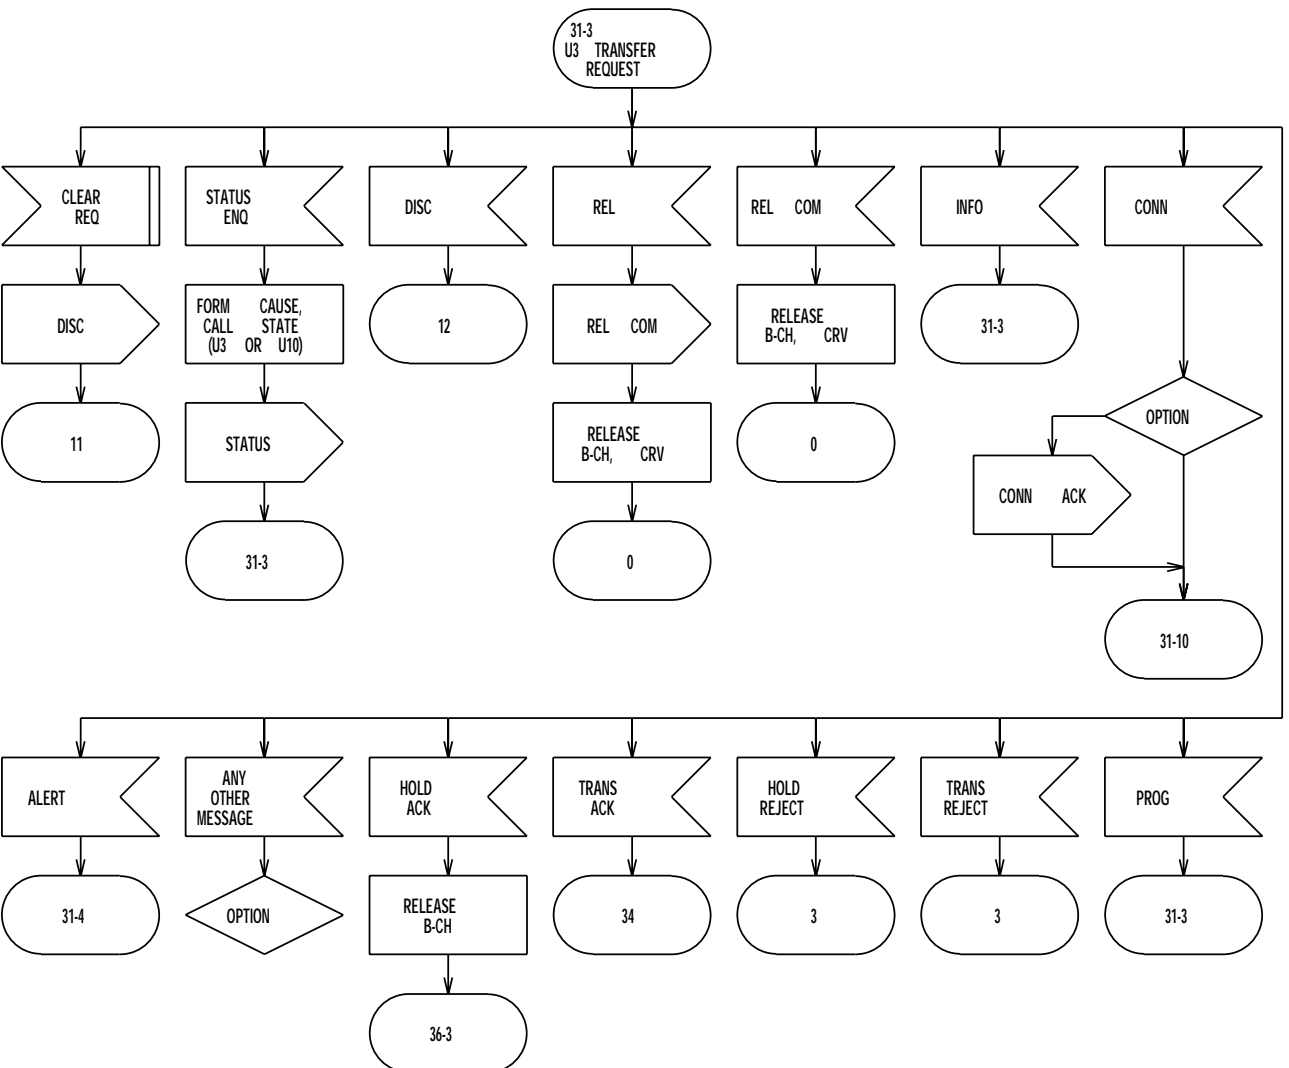 31-3
U3 TRANSFER
REQUEST
CLEAR
REQ
STATUS
ENQ
DISC
REL
REL COM
INFO
CONN
DISC
FORM CAUSE,
CALL STATE
(U3 OR U10)
12
REL COM
RELEASE
B-CH, CRV
31-3
11
STATUS
RELEASE
B-CH, CRV
0
OPTION
CONN ACK
31-3
0
31-10
ALERT
ANY
OTHER
MESSAGE
HOLD
ACK
TRANS
ACK
HOLD
REJECT
TRANS
REJECT
PROG
31-4
OPTION
RELEASE
B-CH
34
3
3
31-3
36-3